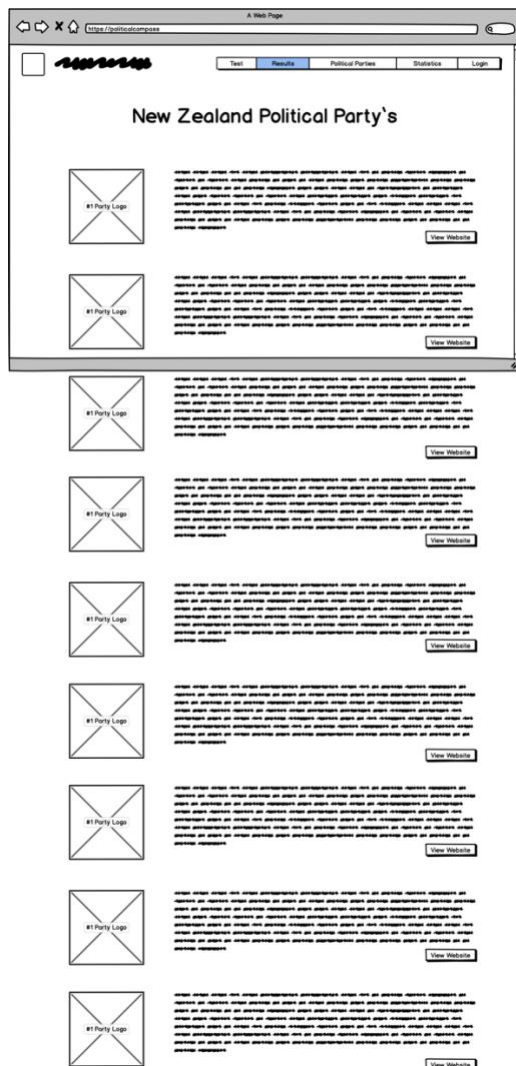 A Web Page
https://politicalcompass
Test Results Political Parties Statistics Login
New Zealand Political Party`s
#1 Party Logo
View Website
#1 Party Logo
View Website
#1 Party Logo
View Website
#1 Party Logo
View Website
#1 Party Logo
View Website
#1 Party Logo
View Website
#1 Party Logo
View Website
#1 Party Logo
View Website
#1 Party Logo
View Website